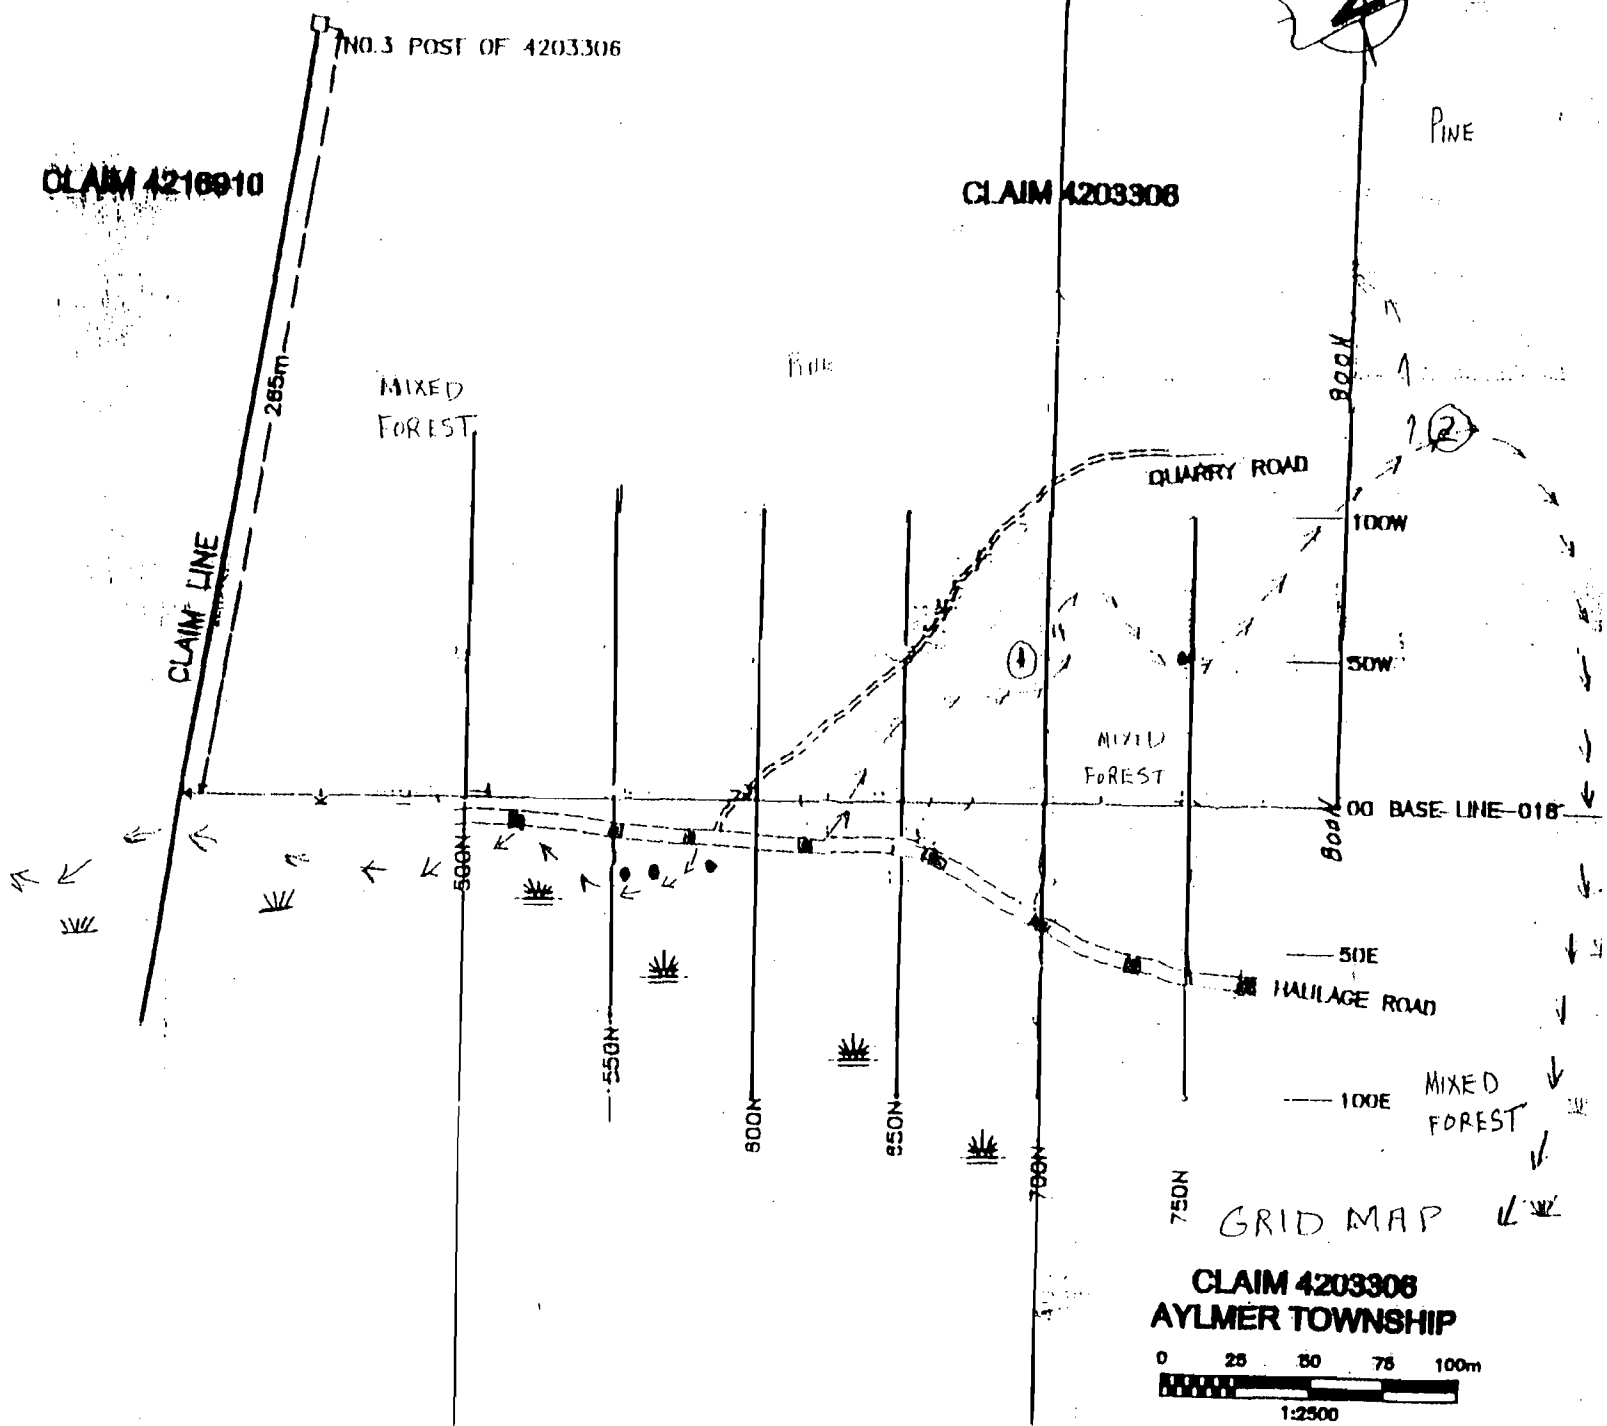 NO.3 POST OF 4203306
PINE
CLAIM 4216910
CLAIM 4203306
265m
MIXED
FOREST
800N
QUARRY ROAD
2
100W
CLAIM LINE
1
50W
MIXED
FOREST
00 BASE LINE-018
800N
500N
50E
HAULAGE ROAD
550N
MIXED
FOREST
100E
600N
650N
700N
750N
GRID MAP
CLAIM 4203306
AYLMER TOWNSHIP
0 25 50 75 100m
1:2500